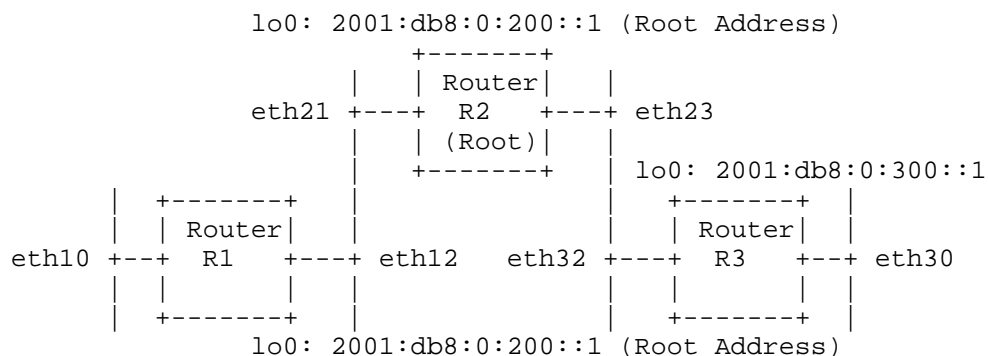 lo0: 2001:db8:0:200::1 (Root Address)
+-------+
| | Router| |
eth21 +---+ R2 +---+ eth23
| | (Root)| |
| +-------+ | lo0: 2001:db8:0:300::1
| +-------+ | | +-------+ |
| | Router| | | | Router| |
eth10 +--+ R1 +---+ eth12 eth32 +---+ R3 +--+ eth30
| | | | | | | |
| +-------+ | | +-------+ |
lo0: 2001:db8:0:200::1 (Root Address)